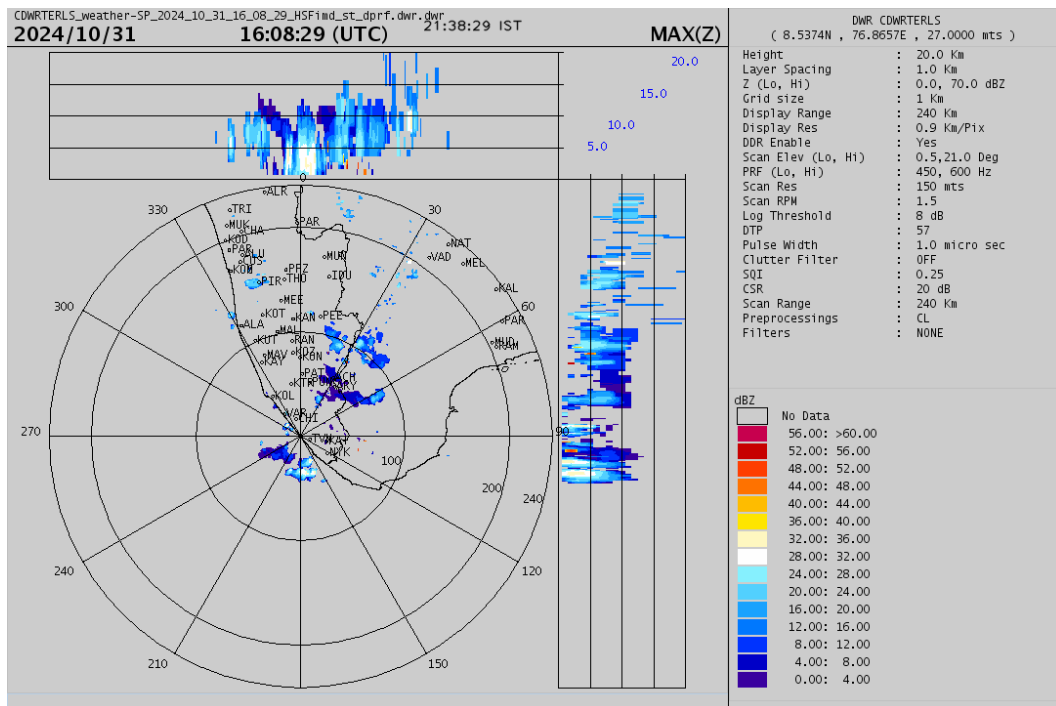 CDWRTERLS_weather-SP_2024_10_31_16_08_29_HSFimd_st_dprf.dwr.dwr
2024/10/31 16:08:29 (UTC) 21:38:29 IST MAX(Z)
20.0
15.0
10.0
5.0
0
ALR
330
TRI
30
PAR
MUK
CHA
KOD
NAT
PAR
ALU
MUN
VAD
COS
MEL
KOM
PFZ
PIR
THO
IDU
KAL
MEE
300
60
KOT
KAN
PEE
PAR
ALA
MAL
KUT
RAN
MUD
RAM
MAV
KOZ
KAY
KON
PAT
ACH
KTR
PUN
ARY
KOL
VAR
CHI
270
90
TVM
KAT
NYK
100
200
240
240
120
210
150
DWR CDWRTERLS
( 8.5374N , 76.8657E , 27.0000 mts )
Height : 20.0 Km
Layer Spacing : 1.0 Km
Z (Lo, Hi) : 0.0, 70.0 dBZ
Grid size : 1 Km
Display Range : 240 Km
Display Res : 0.9 Km/Pix
DDR Enable : Yes
Scan Elev (Lo, Hi) : 0.5,21.0 Deg
PRF (Lo, Hi) : 450, 600 Hz
Scan Res : 150 mts
Scan RPM : 1.5
Log Threshold : 8 dB
DTP : 57
Pulse Width : 1.0 micro sec
Clutter Filter : OFF
SQI : 0.25
CSR : 20 dB
Scan Range : 240 Km
Preprocessings : CL
Filters : NONE
dBZ
No Data
56.00: >60.00
52.00: 56.00
48.00: 52.00
44.00: 48.00
40.00: 44.00
36.00: 40.00
32.00: 36.00
28.00: 32.00
24.00: 28.00
20.00: 24.00
16.00: 20.00
12.00: 16.00
8.00: 12.00
4.00: 8.00
0.00: 4.00